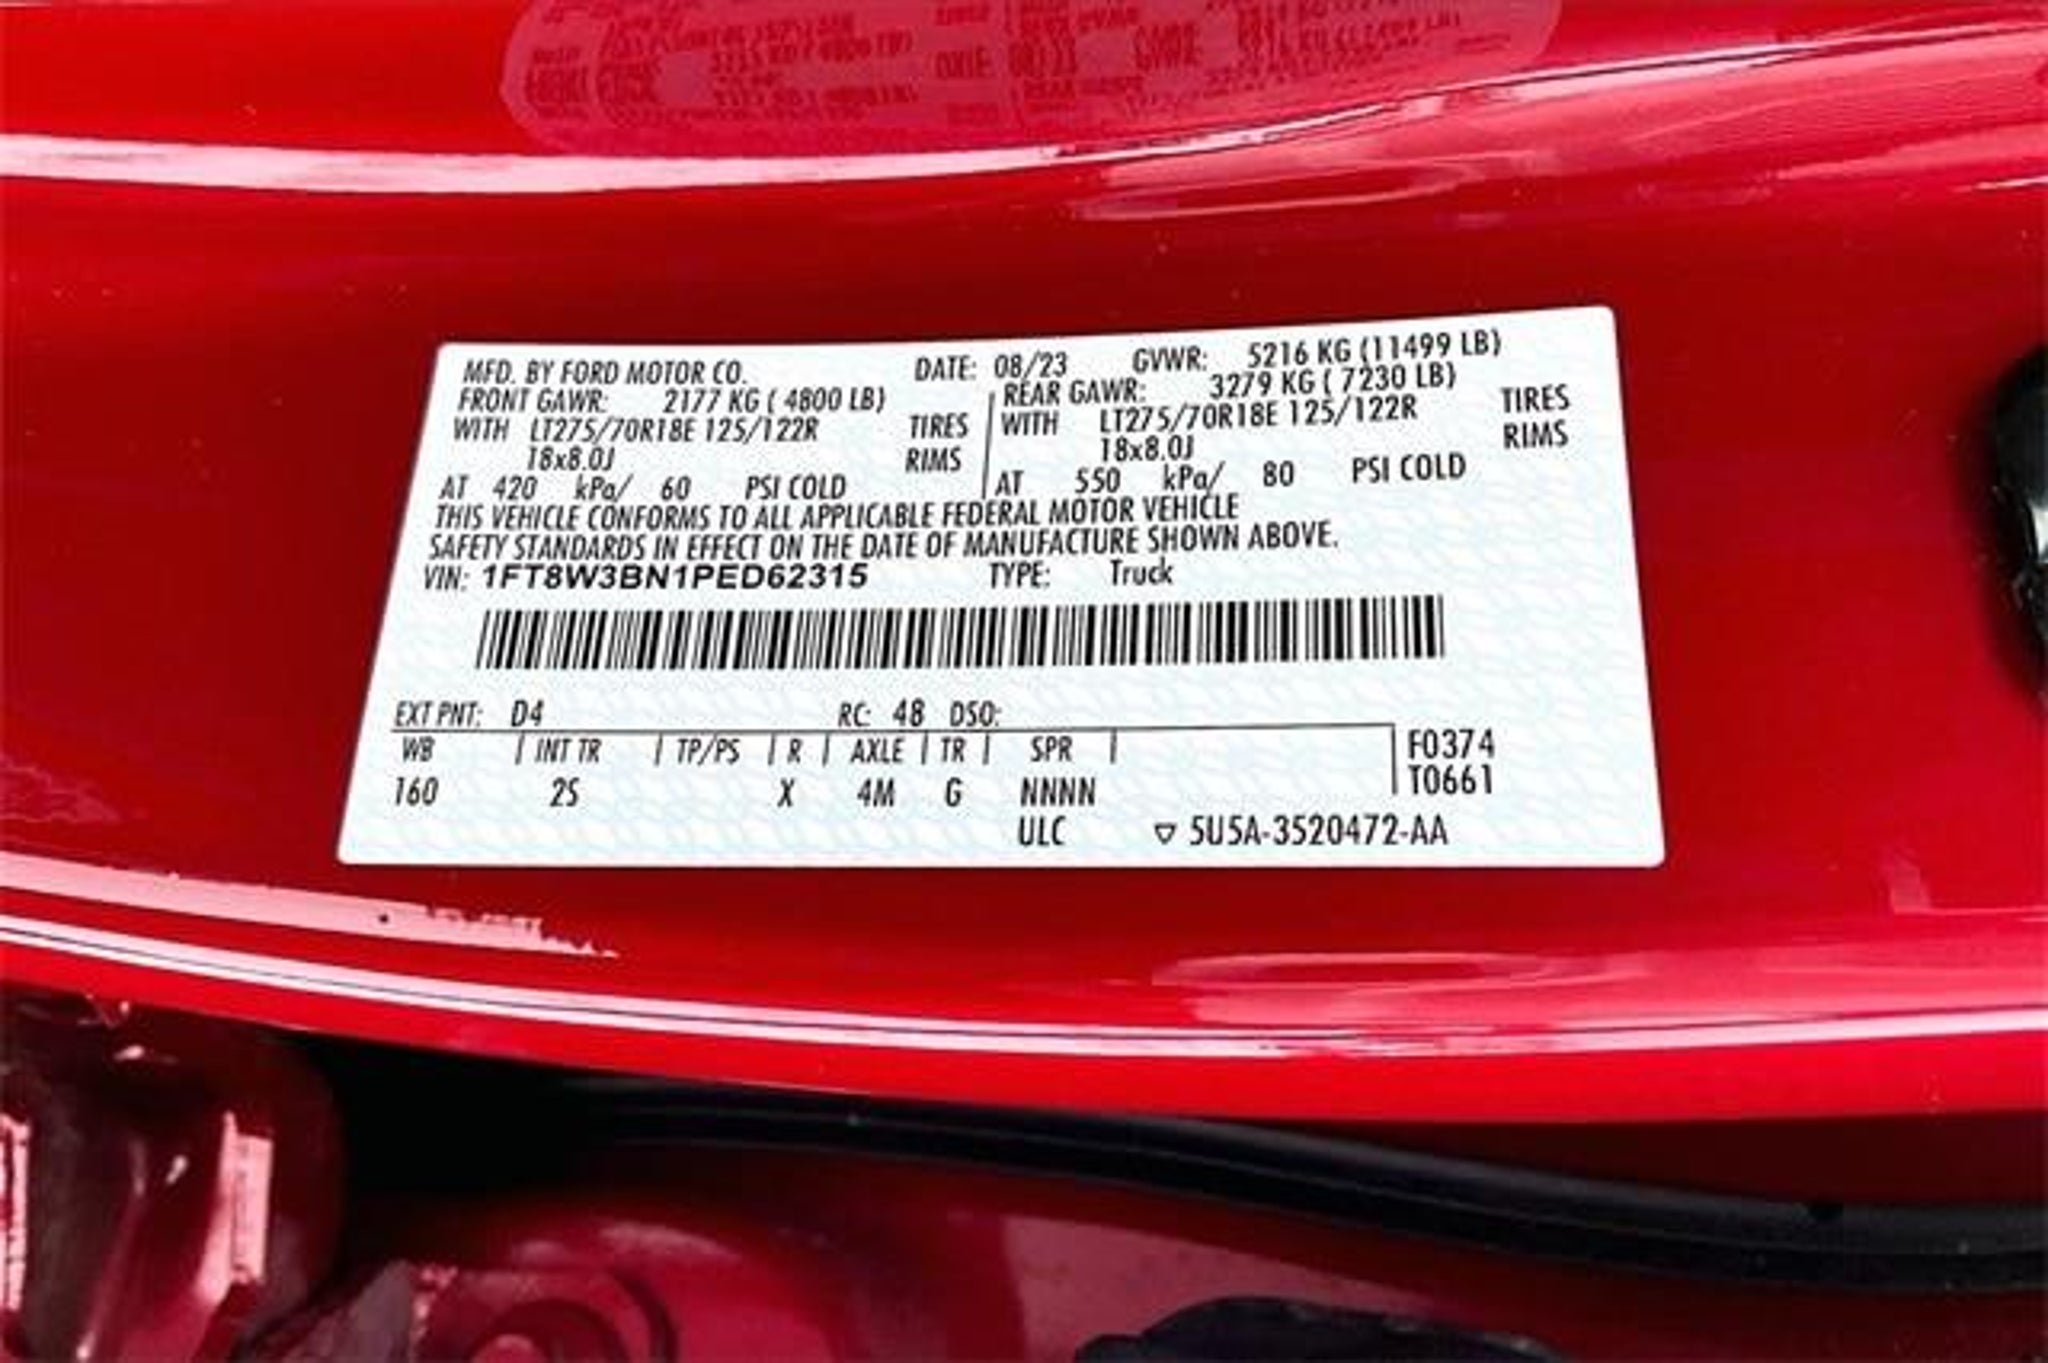 MFD. BY FORD MOTOR CO. DATE: 08/23 GVWR: 5216 KG (11499 LB)
FRONT GAWR: 2177 KG ( 4800 LB) REAR GAWR: 3279 KG ( 7230 LB)
WITH LT275/70R18E 125/122R TIRES WITH LT275/70R18E 125/122R TIRES
18x8.0J RIMS 18x8.0J RIMS
AT 420 kPa/ 60 PSI COLD AT 550 kPa/ 80 PSI COLD
THIS VEHICLE CONFORMS TO ALL APPLICABLE FEDERAL MOTOR VEHICLE
SAFETY STANDARDS IN EFFECT ON THE DATE OF MANUFACTURE SHOWN ABOVE.
VIN: 1FT8W3BN1PED62315 TYPE: Truck
EXT PNT: D4 RC: 48 DSO:
WB INT TR TP/PS R AXLE TR SPR F0374
160 2S X 4M G NNNN T0661
ULC ▽ 5U5A-3520472-AA